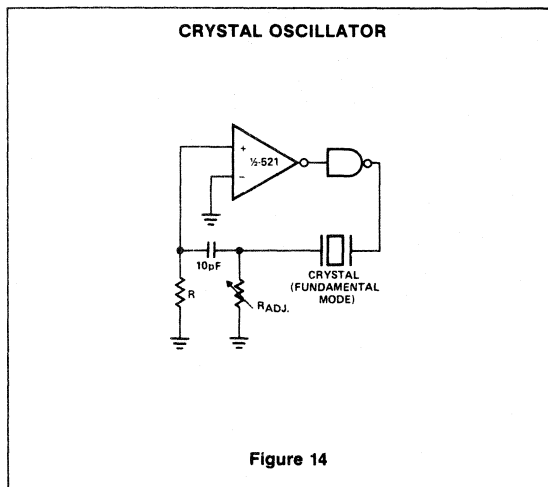 CRYSTAL OSCILLATOR
+
½-521
−
10pF
CRYSTAL
(FUNDAMENTAL
MODE)
R
RADJ.
Figure 14